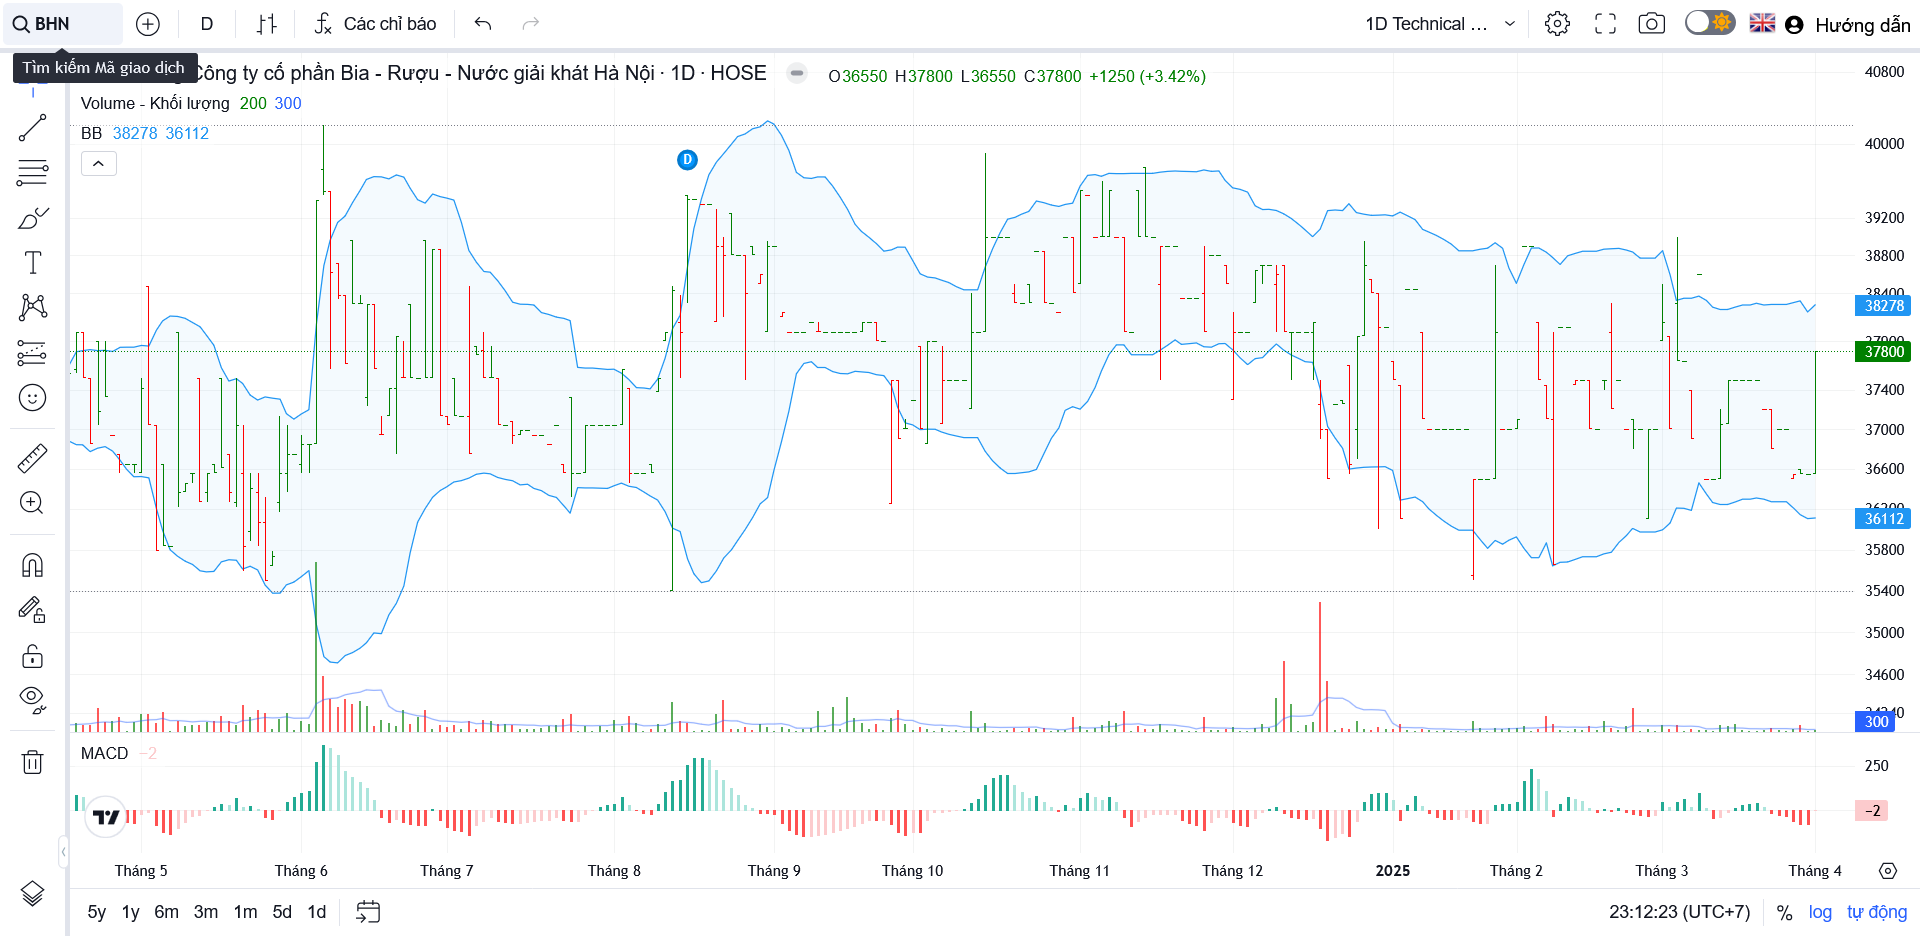 BHN
D
Các chỉ báo
1D Technical ...
Hướng dẫn
Tìm kiếm Mã giao dịch
Công ty cố phần Bia - Rượu - Nước giải khát Hà Nội · 1D · HOSE
O36550 H37800 L36550 C37800 +1250 (+3.42%)
Volume - Khối lượng 200 300
BB 38278 36112
D
40800
40000
39200
38800
38400
38278
37800
37400
37000
36600
36112
35800
35400
35000
34600
300
MACD −2
250
−2
Tháng 5 Tháng 6 Tháng 7 Tháng 8 Tháng 9 Tháng 10 Tháng 11 Tháng 12 2025 Tháng 2 Tháng 3 Tháng 4
5y 1y 6m 3m 1m 5d 1d
23:12:23 (UTC+7) % log tự động